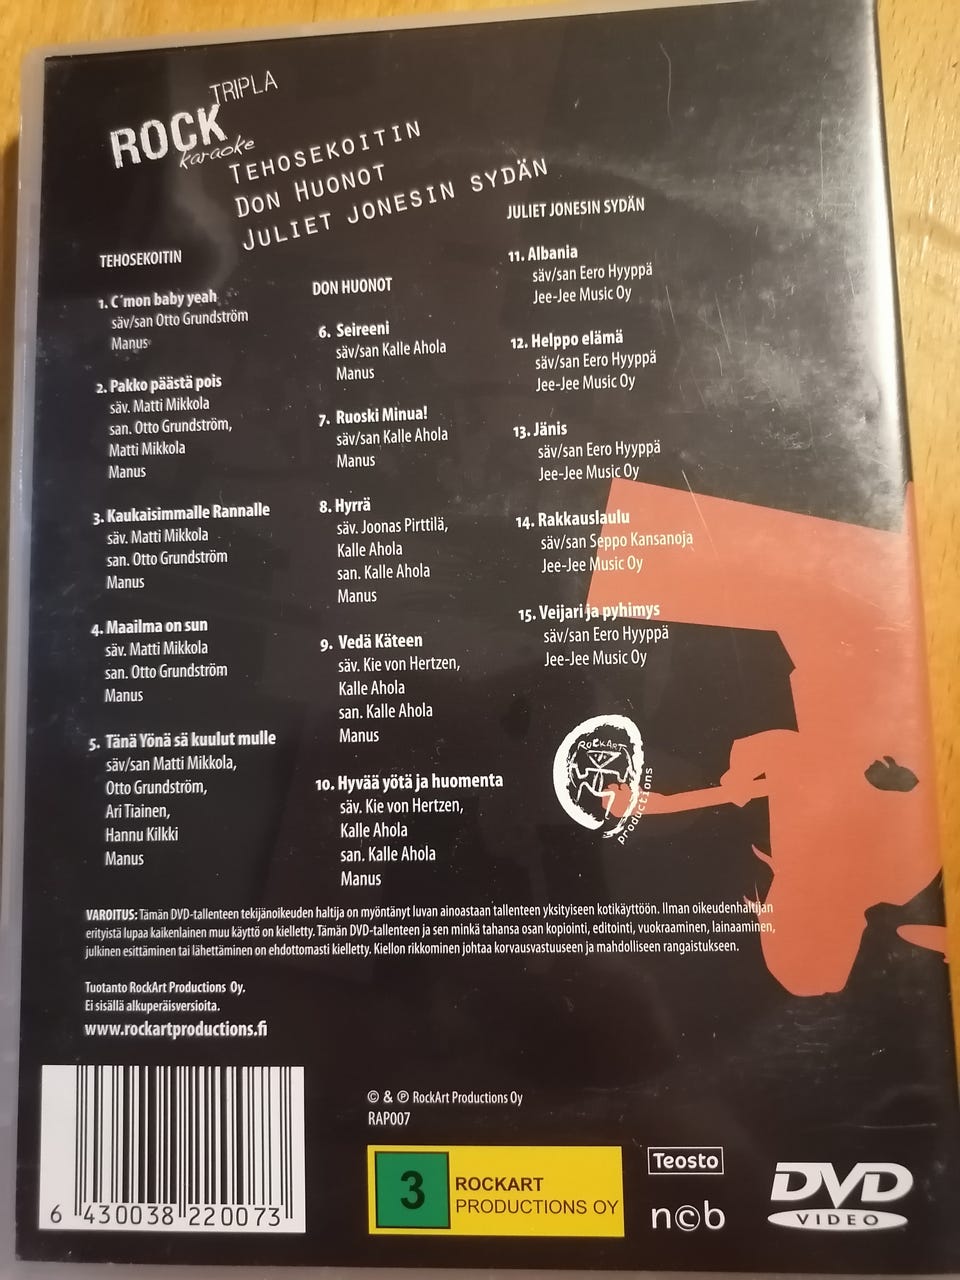 TRIPLA
ROCK
karaoke
TEHOSEKOITIN
DON HUONOT
JULIET JONESIN SYDÄN
TEHOSEKOITIN
1. C´mon baby yeah
säv/san Otto Grundström
Manus
2. Pakko päästä pois
säv. Matti Mikkola
san. Otto Grundström,
Matti Mikkola
Manus
3. Kaukaisimmalle Rannalle
säv. Matti Mikkola
san. Otto Grundström
Manus
4. Maailma on sun
säv. Matti Mikkola
san. Otto Grundström
Manus
5. Tänä Yönä sä kuulut mulle
säv/san Matti Mikkola,
Otto Grundström,
Ari Tiainen,
Hannu Kilkki
Manus
DON HUONOT
6. Seireeni
säv/san Kalle Ahola
Manus
7. Ruoski Minua!
säv/san Kalle Ahola
Manus
8. Hyrrä
säv. Joonas Pirttilä,
Kalle Ahola
san. Kalle Ahola
Manus
9. Vedä Käteen
säv. Kie von Hertzen,
Kalle Ahola
san. Kalle Ahola
Manus
10. Hyvää yötä ja huomenta
säv. Kie von Hertzen,
Kalle Ahola
san. Kalle Ahola
Manus
JULIET JONESIN SYDÄN
11. Albania
säv/san Eero Hyyppä
Jee-Jee Music Oy
12. Helppo elämä
säv/san Eero Hyyppä
Jee-Jee Music Oy
13. Jänis
säv/san Eero Hyyppä
Jee-Jee Music Oy
14. Rakkauslaulu
säv/san Seppo Kansanoja
Jee-Jee Music Oy
15. Veijari ja pyhimys
säv/san Eero Hyyppä
Jee-Jee Music Oy
ROCKART
productions
VAROITUS: Tämän DVD-tallenteen tekijänoikeuden haltija on myöntänyt luvan ainoastaan tallenteen yksityiseen kotikäyttöön. Ilman oikeudenhaltijan
erityistä lupaa kaikenlainen muu käyttö on kielletty. Tämän DVD-tallenteen ja sen minkä tahansa osan kopiointi, editointi, vuokraaminen, lainaaminen,
julkinen esittäminen tai lähettäminen on ehdottomasti kielletty. Kiellon rikkominen johtaa korvausvastuuseen ja mahdolliseen rangaistukseen.
Tuotanto RockArt Productions Oy.
Ei sisällä alkuperäisversioita.
www.rockartproductions.fi
© & ℗ RockArt Productions Oy
RAP007
6 430038 220073
3
ROCKART
PRODUCTIONS OY
Teosto
n©b
DVD
VIDEO